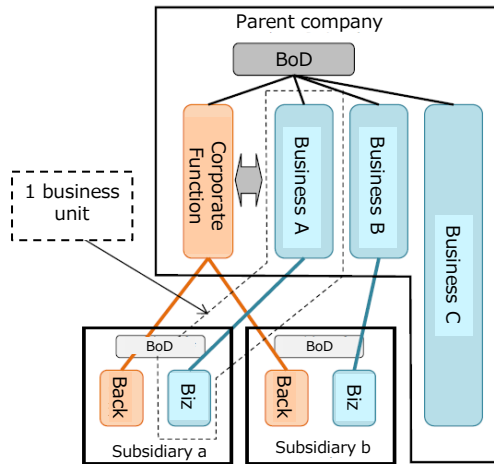 Parent company
BoD
Corporate
Function
Business A
Business B
Business C
1 business
unit
BoD
Back
Biz
Subsidiary a
BoD
Back
Biz
Subsidiary b